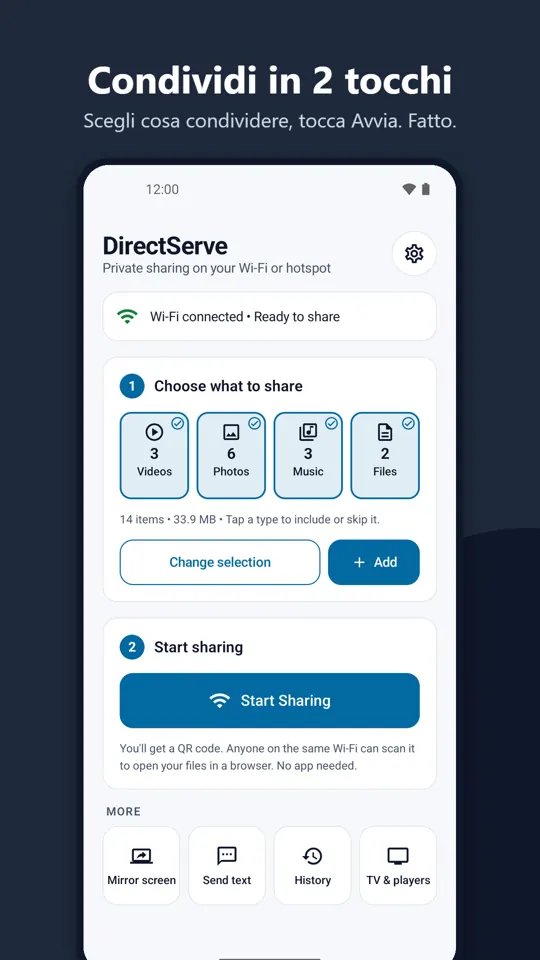 Condividi in 2 tocchi
Scegli cosa condividere, tocca Avvia. Fatto.
12:00
DirectServe
Private sharing on your Wi-Fi or hotspot
Wi-Fi connected • Ready to share
1 Choose what to share
3 6 3 2
Videos Photos Music Files
14 items • 33.9 MB • Tap a type to include or skip it.
Change selection + Add
2 Start sharing
Start Sharing
You'll get a QR code. Anyone on the same Wi-Fi can scan it
to open your files in a browser. No app needed.
MORE
Mirror screen Send text History TV & players